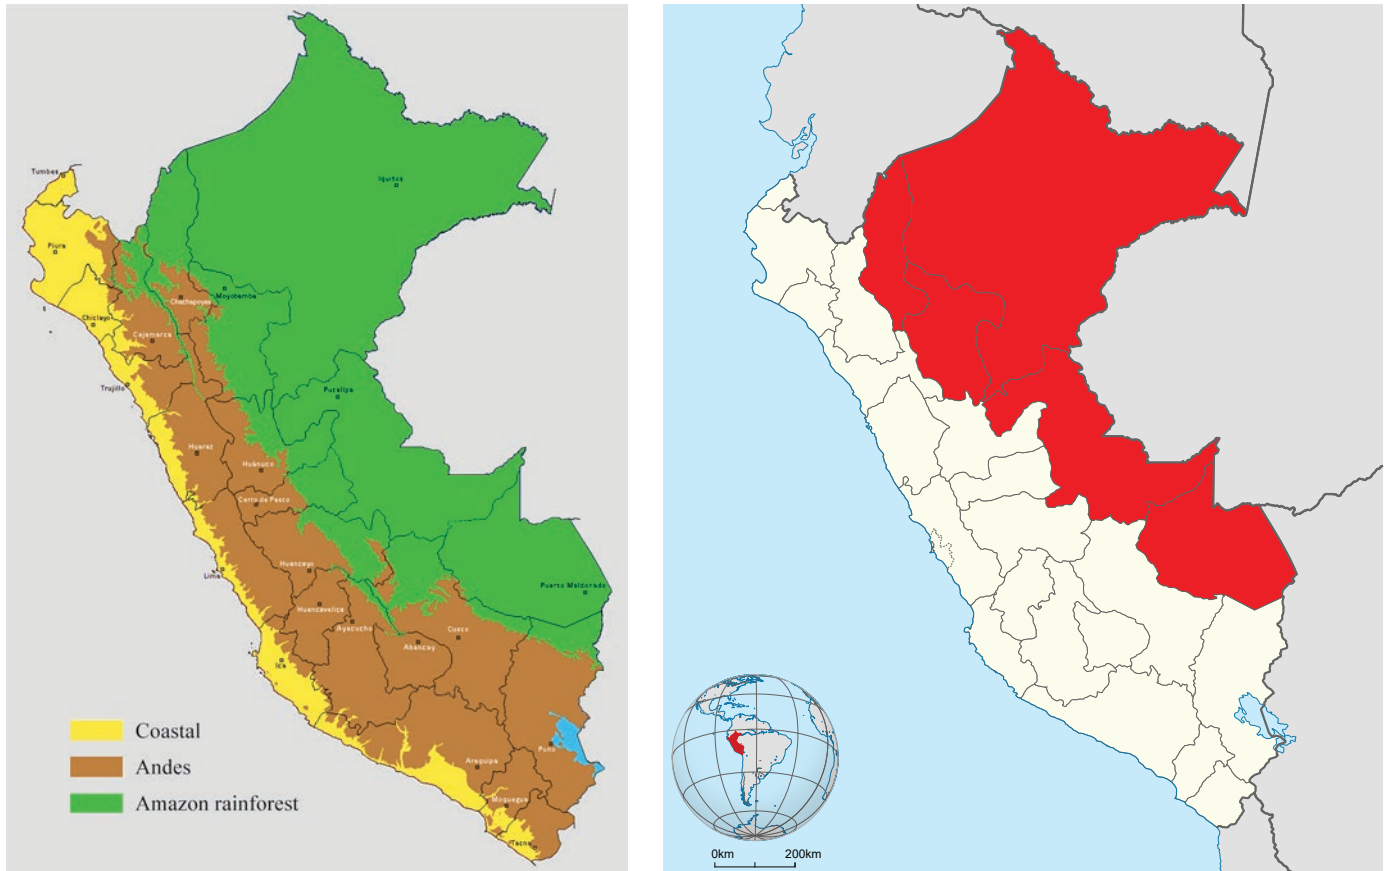 Tumbes
Iquitos
Piura
Moyobamba
Chachapoyas
Chiclayo
Cajamarca
Trujillo
Pucallpa
Huaraz
Huánuco
Cerro de Pasco
Huancayo
Lima
Puerto Maldonado
Huancavelica
Ayacucho
Cusco
Abancay
Ica
Coastal
Puno
Arequipa
Andes
Moquegua
Amazon rainforest
Tacna
0km 200km